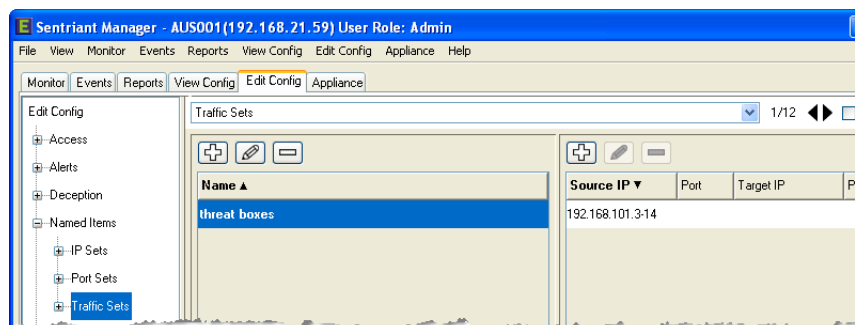 Sentriant Manager - AUS001(192.168.21.59) User Role: Admin
File View Monitor Events Reports View Config Edit Config Appliance Help
Monitor Events Reports View Config Edit Config Appliance
Edit Config
Traffic Sets 1/12
Access
Alerts
Deception
Named Items
IP Sets
Port Sets
Traffic Sets
Name ▲
threat boxes
Source IP ▼ Port Target IP P
192.168.101.3-14